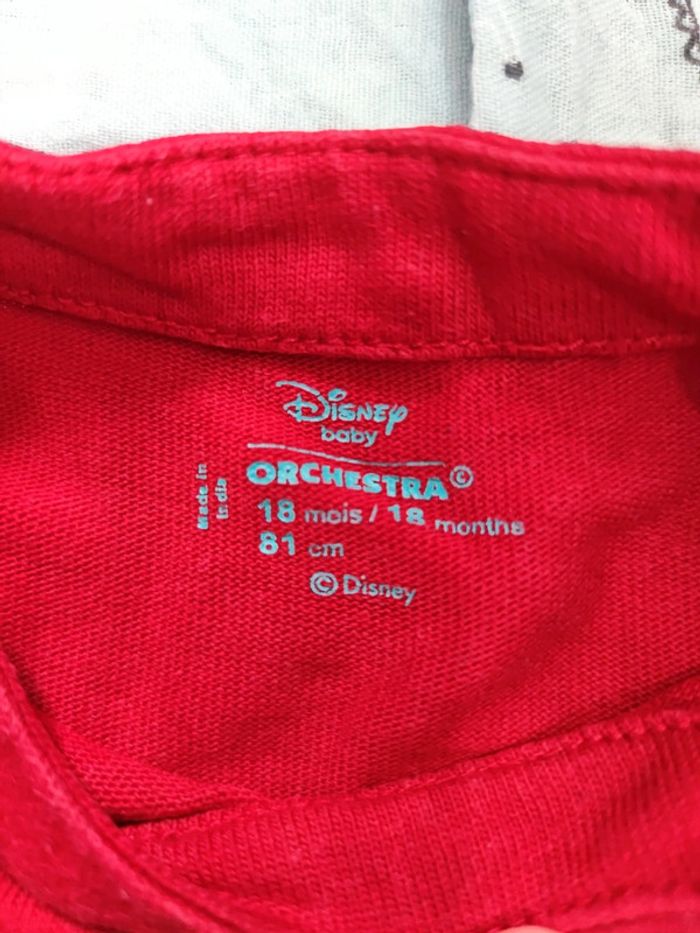 Disney
baby
ORCHESTRA©
18 mois / 18 months
81 cm
© Disney
Made in
India